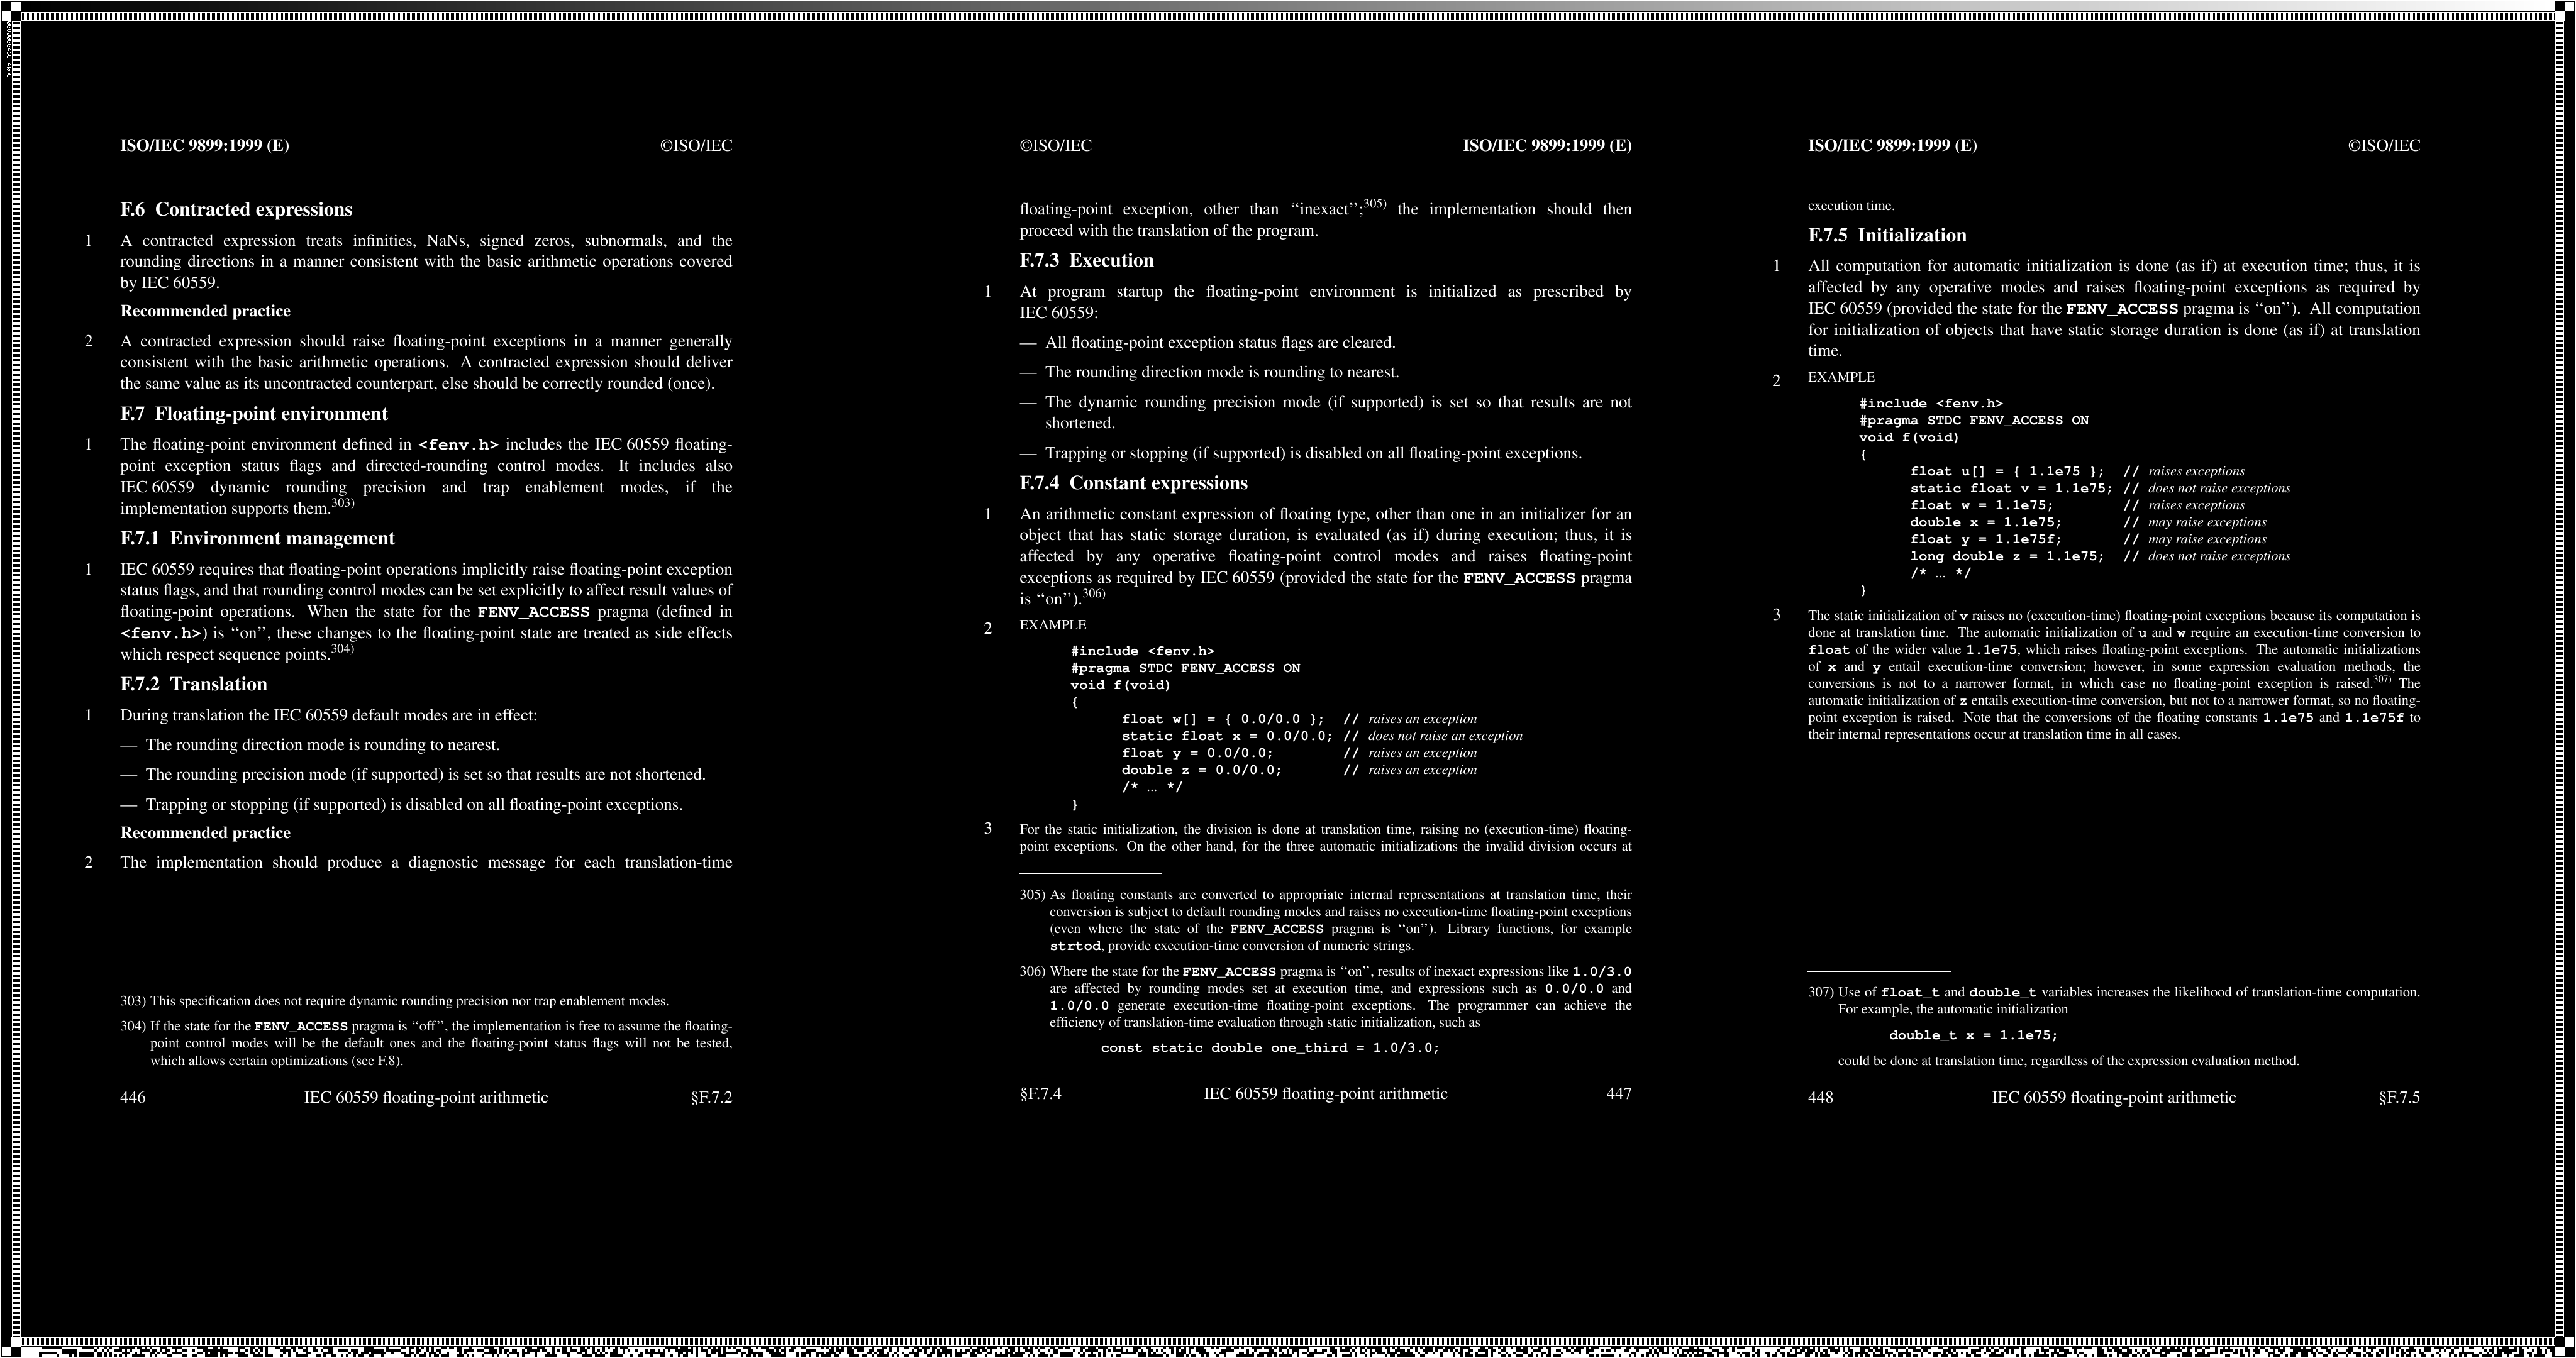 ISO/IEC 9899:1999 (E) ©ISO/IEC
F.6 Contracted expressions
1 A contracted expression treats infinities, NaNs, signed zeros, subnormals, and the
rounding directions in a manner consistent with the basic arithmetic operations covered
by IEC 60559.
Recommended practice
2 A contracted expression should raise floating-point exceptions in a manner generally
consistent with the basic arithmetic operations. A contracted expression should deliver
the same value as its uncontracted counterpart, else should be correctly rounded (once).
F.7 Floating-point environment
1 The floating-point environment defined in <fenv.h> includes the IEC 60559 floating-
point exception status flags and directed-rounding control modes. It includes also
IEC 60559 dynamic rounding precision and trap enablement modes, if the
implementation supports them.303)
F.7.1 Environment management
1 IEC 60559 requires that floating-point operations implicitly raise floating-point exception
status flags, and that rounding control modes can be set explicitly to affect result values of
floating-point operations. When the state for the FENV_ACCESS pragma (defined in
<fenv.h>) is ‘‘on’’, these changes to the floating-point state are treated as side effects
which respect sequence points.304)
F.7.2 Translation
1 During translation the IEC 60559 default modes are in effect:
— The rounding direction mode is rounding to nearest.
— The rounding precision mode (if supported) is set so that results are not shortened.
— Trapping or stopping (if supported) is disabled on all floating-point exceptions.
Recommended practice
2 The implementation should produce a diagnostic message for each translation-time
303) This specification does not require dynamic rounding precision nor trap enablement modes.
304) If the state for the FENV_ACCESS pragma is ‘‘off’’, the implementation is free to assume the floating-
point control modes will be the default ones and the floating-point status flags will not be tested,
which allows certain optimizations (see F.8).
446 IEC 60559 floating-point arithmetic §F.7.2
©ISO/IEC ISO/IEC 9899:1999 (E)
floating-point exception, other than ‘‘inexact’’;305) the implementation should then
proceed with the translation of the program.
F.7.3 Execution
1 At program startup the floating-point environment is initialized as prescribed by
IEC 60559:
— All floating-point exception status flags are cleared.
— The rounding direction mode is rounding to nearest.
— The dynamic rounding precision mode (if supported) is set so that results are not
shortened.
— Trapping or stopping (if supported) is disabled on all floating-point exceptions.
F.7.4 Constant expressions
1 An arithmetic constant expression of floating type, other than one in an initializer for an
object that has static storage duration, is evaluated (as if) during execution; thus, it is
affected by any operative floating-point control modes and raises floating-point
exceptions as required by IEC 60559 (provided the state for the FENV_ACCESS pragma
is ‘‘on’’).306)
2 EXAMPLE
#include <fenv.h>
#pragma STDC FENV_ACCESS ON
void f(void)
{
float w[] = { 0.0/0.0 }; // raises an exception
static float x = 0.0/0.0; // does not raise an exception
float y = 0.0/0.0; // raises an exception
double z = 0.0/0.0; // raises an exception
/* ... */
}
3 For the static initialization, the division is done at translation time, raising no (execution-time) floating-
point exceptions. On the other hand, for the three automatic initializations the invalid division occurs at
305) As floating constants are converted to appropriate internal representations at translation time, their
conversion is subject to default rounding modes and raises no execution-time floating-point exceptions
(even where the state of the FENV_ACCESS pragma is ‘‘on’’). Library functions, for example
strtod, provide execution-time conversion of numeric strings.
306) Where the state for the FENV_ACCESS pragma is ‘‘on’’, results of inexact expressions like 1.0/3.0
are affected by rounding modes set at execution time, and expressions such as 0.0/0.0 and
1.0/0.0 generate execution-time floating-point exceptions. The programmer can achieve the
efficiency of translation-time evaluation through static initialization, such as
const static double one_third = 1.0/3.0;
§F.7.4 IEC 60559 floating-point arithmetic 447
ISO/IEC 9899:1999 (E) ©ISO/IEC
execution time.
F.7.5 Initialization
1 All computation for automatic initialization is done (as if) at execution time; thus, it is
affected by any operative modes and raises floating-point exceptions as required by
IEC 60559 (provided the state for the FENV_ACCESS pragma is ‘‘on’’). All computation
for initialization of objects that have static storage duration is done (as if) at translation
time.
2 EXAMPLE
#include <fenv.h>
#pragma STDC FENV_ACCESS ON
void f(void)
{
float u[] = { 1.1e75 }; // raises exceptions
static float v = 1.1e75; // does not raise exceptions
float w = 1.1e75; // raises exceptions
double x = 1.1e75; // may raise exceptions
float y = 1.1e75f; // may raise exceptions
long double z = 1.1e75; // does not raise exceptions
/* ... */
}
3 The static initialization of v raises no (execution-time) floating-point exceptions because its computation is
done at translation time. The automatic initialization of u and w require an execution-time conversion to
float of the wider value 1.1e75, which raises floating-point exceptions. The automatic initializations
of x and y entail execution-time conversion; however, in some expression evaluation methods, the
conversions is not to a narrower format, in which case no floating-point exception is raised.307) The
automatic initialization of z entails execution-time conversion, but not to a narrower format, so no floating-
point exception is raised. Note that the conversions of the floating constants 1.1e75 and 1.1e75f to
their internal representations occur at translation time in all cases.
307) Use of float_t and double_t variables increases the likelihood of translation-time computation.
For example, the automatic initialization
double_t x = 1.1e75;
could be done at translation time, regardless of the expression evaluation method.
448 IEC 60559 floating-point arithmetic §F.7.5